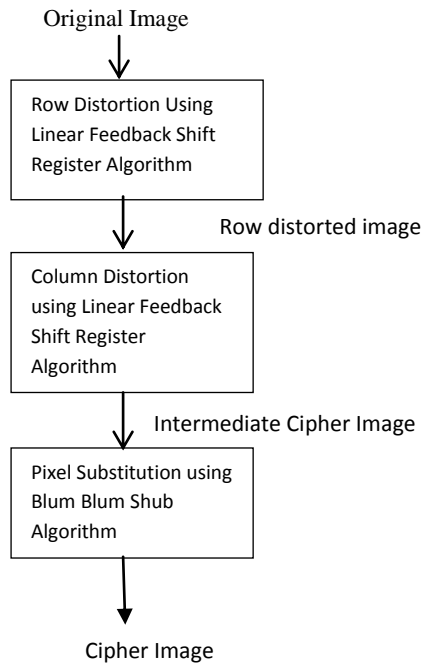 Original Image
Row Distortion Using
Linear Feedback Shift
Register Algorithm
Row distorted image
Column Distortion
using Linear Feedback
Shift Register
Algorithm
Intermediate Cipher Image
Pixel Substitution using
Blum Blum Shub
Algorithm
Cipher Image